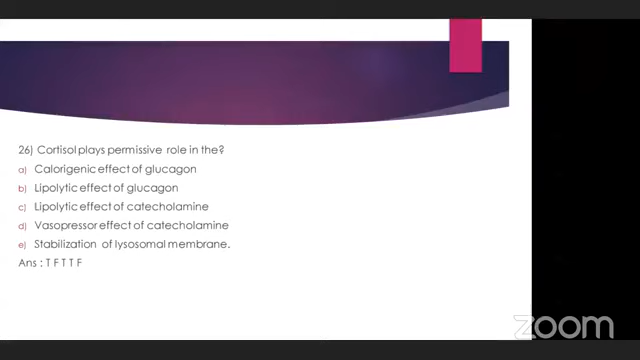 26) Cortisol plays permissive role in the?
a) Calorigenic effect of glucagon
b) Lipolytic effect of glucagon
c) Lipolytic effect of catecholamine
d) Vasopressor effect of catecholamine
e) Stabilization of lysosomal membrane.
Ans : T F T T F
zoom